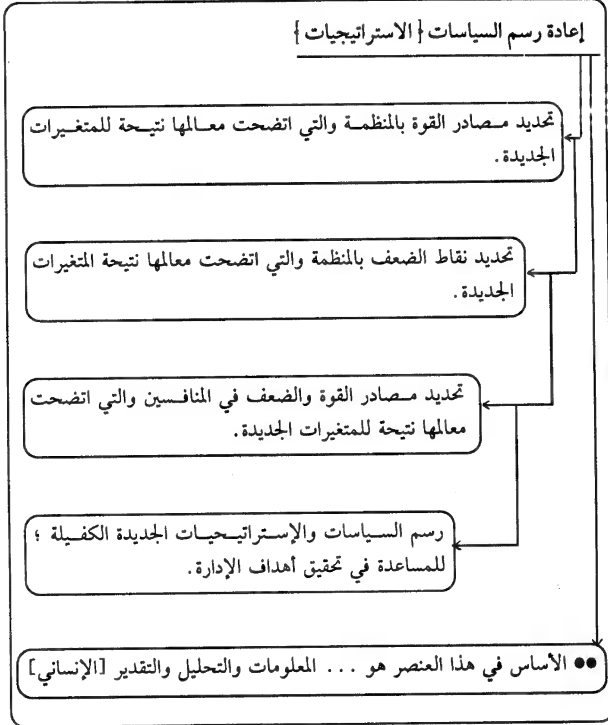 إعادة رسم السياسات { الاستراتيجيات }
تحديد مصادر القوة بالمنظمة والتي اتضحت معالمها نتيجة للمتغيرات
الجديدة .
تحديد نقاط الضعف بالمنظمة والتي اتضحت معالمها نتيجة المتغيرات
الجديدة .
تحديد مصادر القوة والضعف في المنافسين والتي اتضحت
معالمها نتيجة للمتغيرات الجديدة .
رسم السياسات والإستراتيجيات الجديدة الكفيلة ؛
للمساعدة في تحقيق أهداف الإدارة .
●● الأساس في هذا العنصر هو ... المعلومات والتحليل والتقدير [الإنساني]